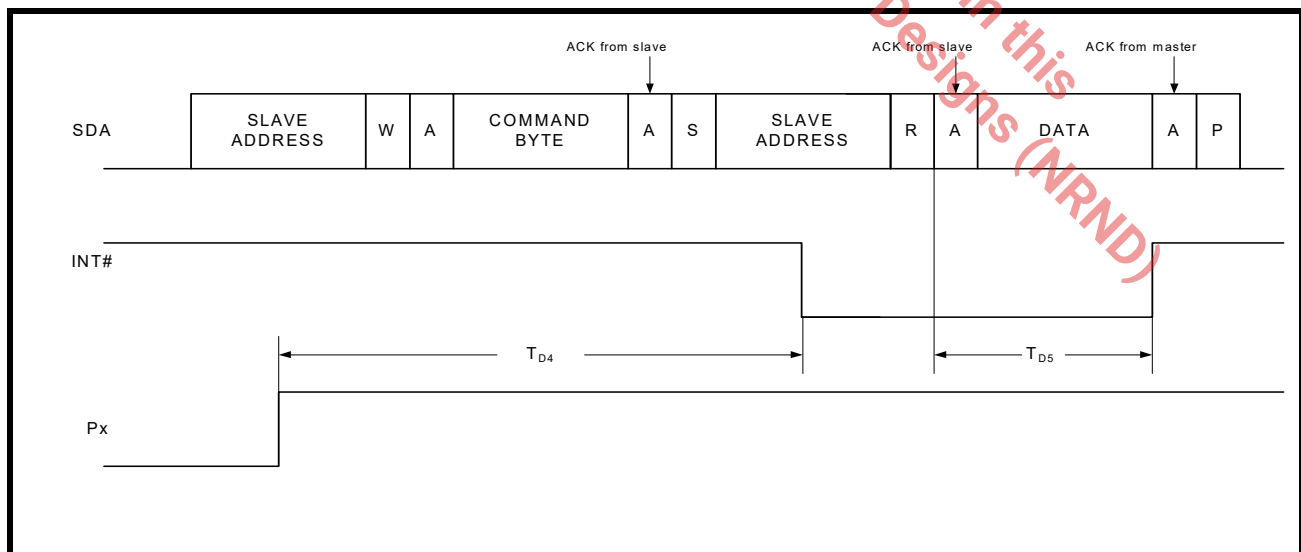 in this
Designs (NRND)
ACK from slave
ACK from slave
ACK from master
SDA
SLAVE
ADDRESS
W
A
COMMAND
BYTE
A
S
SLAVE
ADDRESS
R
A
DATA
A
P
INT#
TD4
TD5
Px